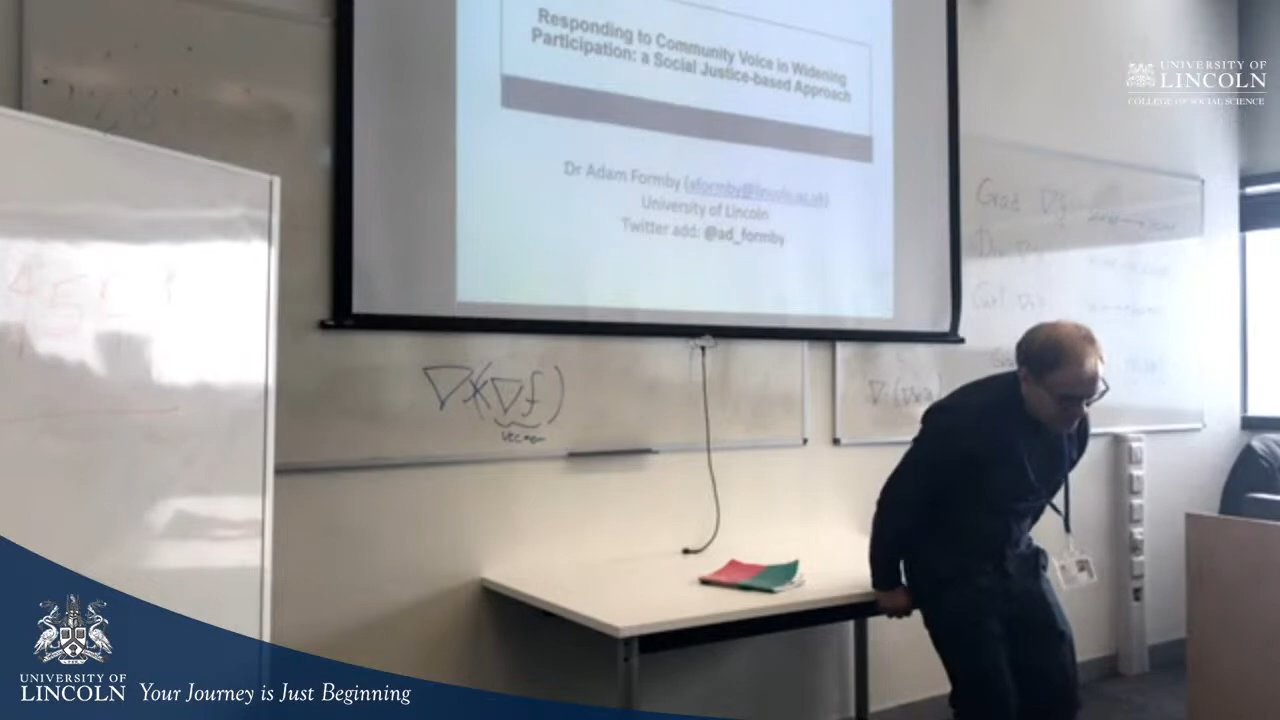 Responding to Community Voice in Widening
Participation: a Social Justice-based Approach
Dr Adam Formby (aformby@lincoln.ac.uk)
University of Lincoln
Twitter add: @ad_formby
UNIVERSITY OF
LINCOLN
COLLEGE OF SOCIAL SCIENCE
Grad ∇f
Curl
∇×(∇f)
vector
UNIVERSITY OF
LINCOLN
Your Journey is Just Beginning